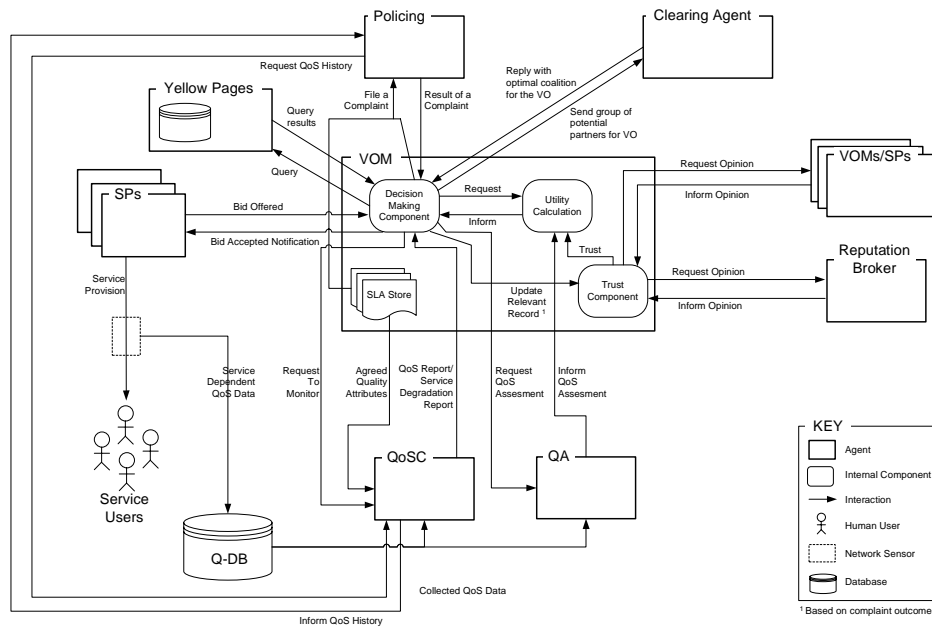 Policing
Clearing Agent
Request QoS History
File a
Complaint
Result of a
Complaint
Reply with
optimal coalition
for the VO
Send group of
potential
partners for VO
Yellow Pages
Query
results
Query
VOM
Decision
Making
Component
Request
Inform
Utility
Calculation
Trust
Trust
Component
Update
Relevant
Record ¹
SLA Store
Request Opinion
Inform Opinion
VOMs/SPs
Reputation
Broker
Request Opinion
Inform Opinion
SPs
Bid Offered
Bid Accepted Notification
Service
Provision
Service
Dependent
QoS Data
Request
To
Monitor
Agreed
Quality
Attributes
QoS Report/
Service
Degradation
Report
Request
QoS
Assesment
Inform
QoS
Assesment
Service
Users
QoSC
QA
Q-DB
Collected QoS Data
Inform QoS History
KEY
Agent
Internal Component
Interaction
Human User
Network Sensor
Database
¹ Based on complaint outcome